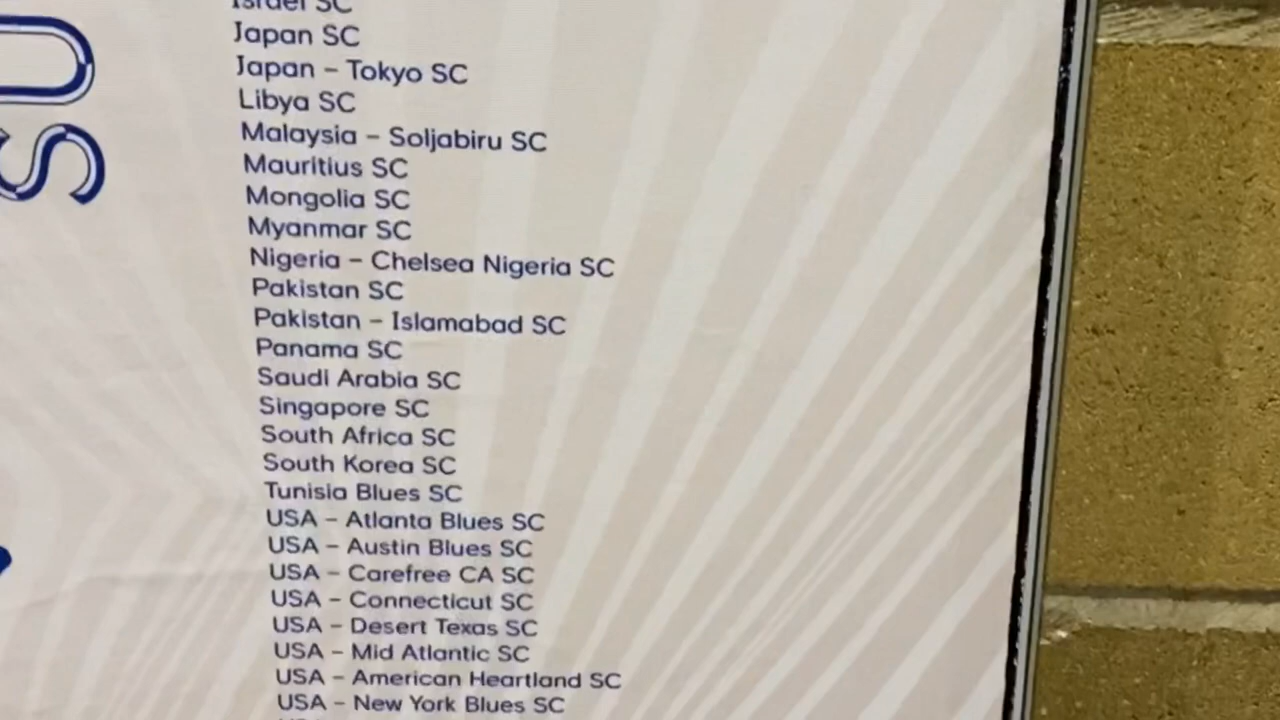 Israel SC
Japan SC
Japan – Tokyo SC
Libya SC
Malaysia – Soljabiru SC
Mauritius SC
Mongolia SC
Myanmar SC
Nigeria – Chelsea Nigeria SC
Pakistan SC
Pakistan – Islamabad SC
Panama SC
Saudi Arabia SC
Singapore SC
South Africa SC
South Korea SC
Tunisia Blues SC
USA – Atlanta Blues SC
USA – Austin Blues SC
USA – Carefree CA SC
USA – Connecticut SC
USA – Desert Texas SC
USA – Mid Atlantic SC
USA – American Heartland SC
USA – New York Blues SC